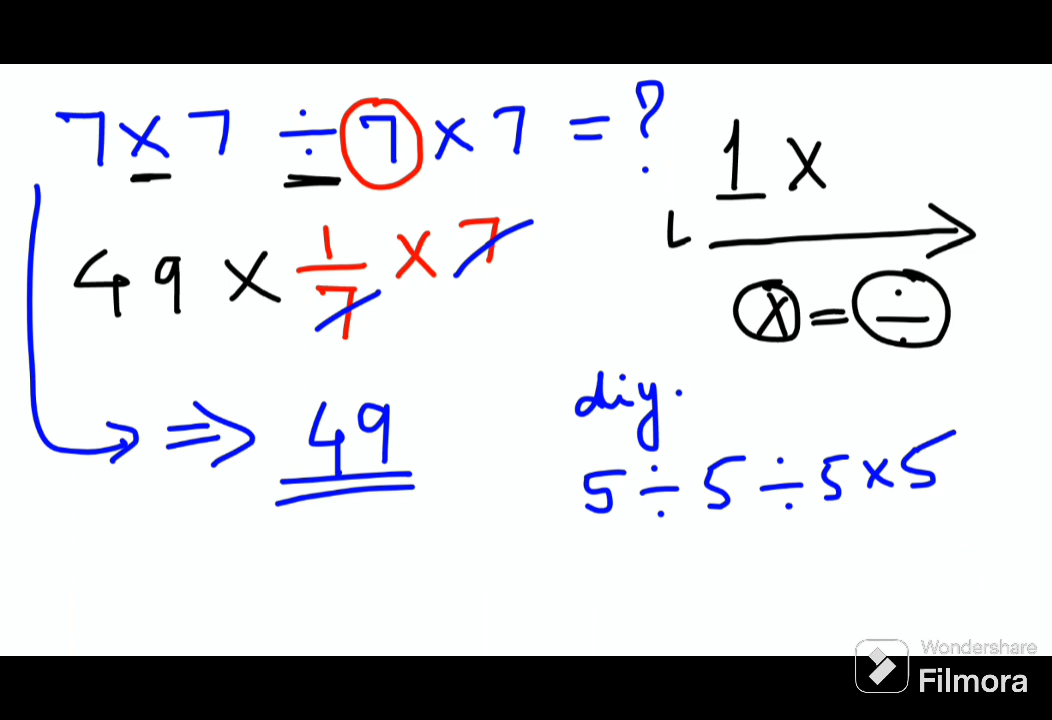 7 × 7 ÷ 7 × 7 = ?
1 ×
49 × 1/7 × 7
L
× = ÷
⇒ 49
diy.
5 ÷ 5 ÷ 5 × 5
Wondershare
Filmora